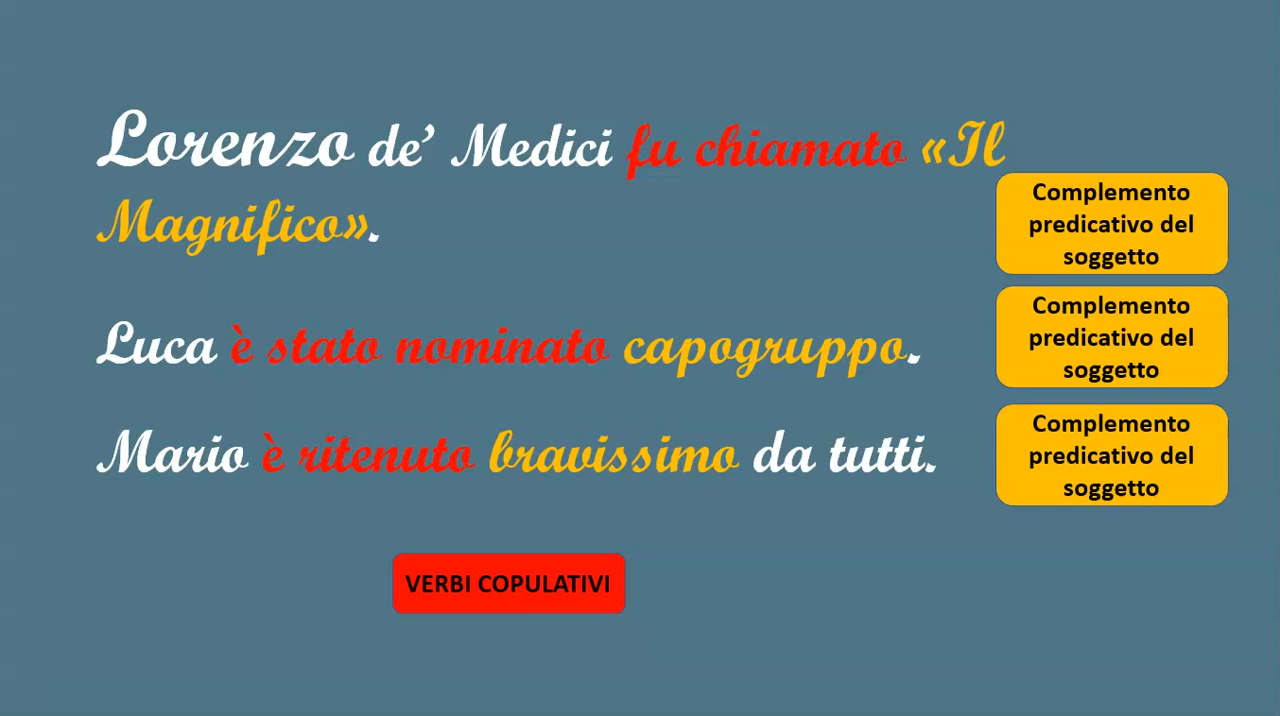 Lorenzo de’ Medici fu chiamato «Il
Magnifico».
Complemento
predicativo del
soggetto
Luca è stato nominato capogruppo.
Complemento
predicativo del
soggetto
Mario è ritenuto bravissimo da tutti.
Complemento
predicativo del
soggetto
VERBI COPULATIVI